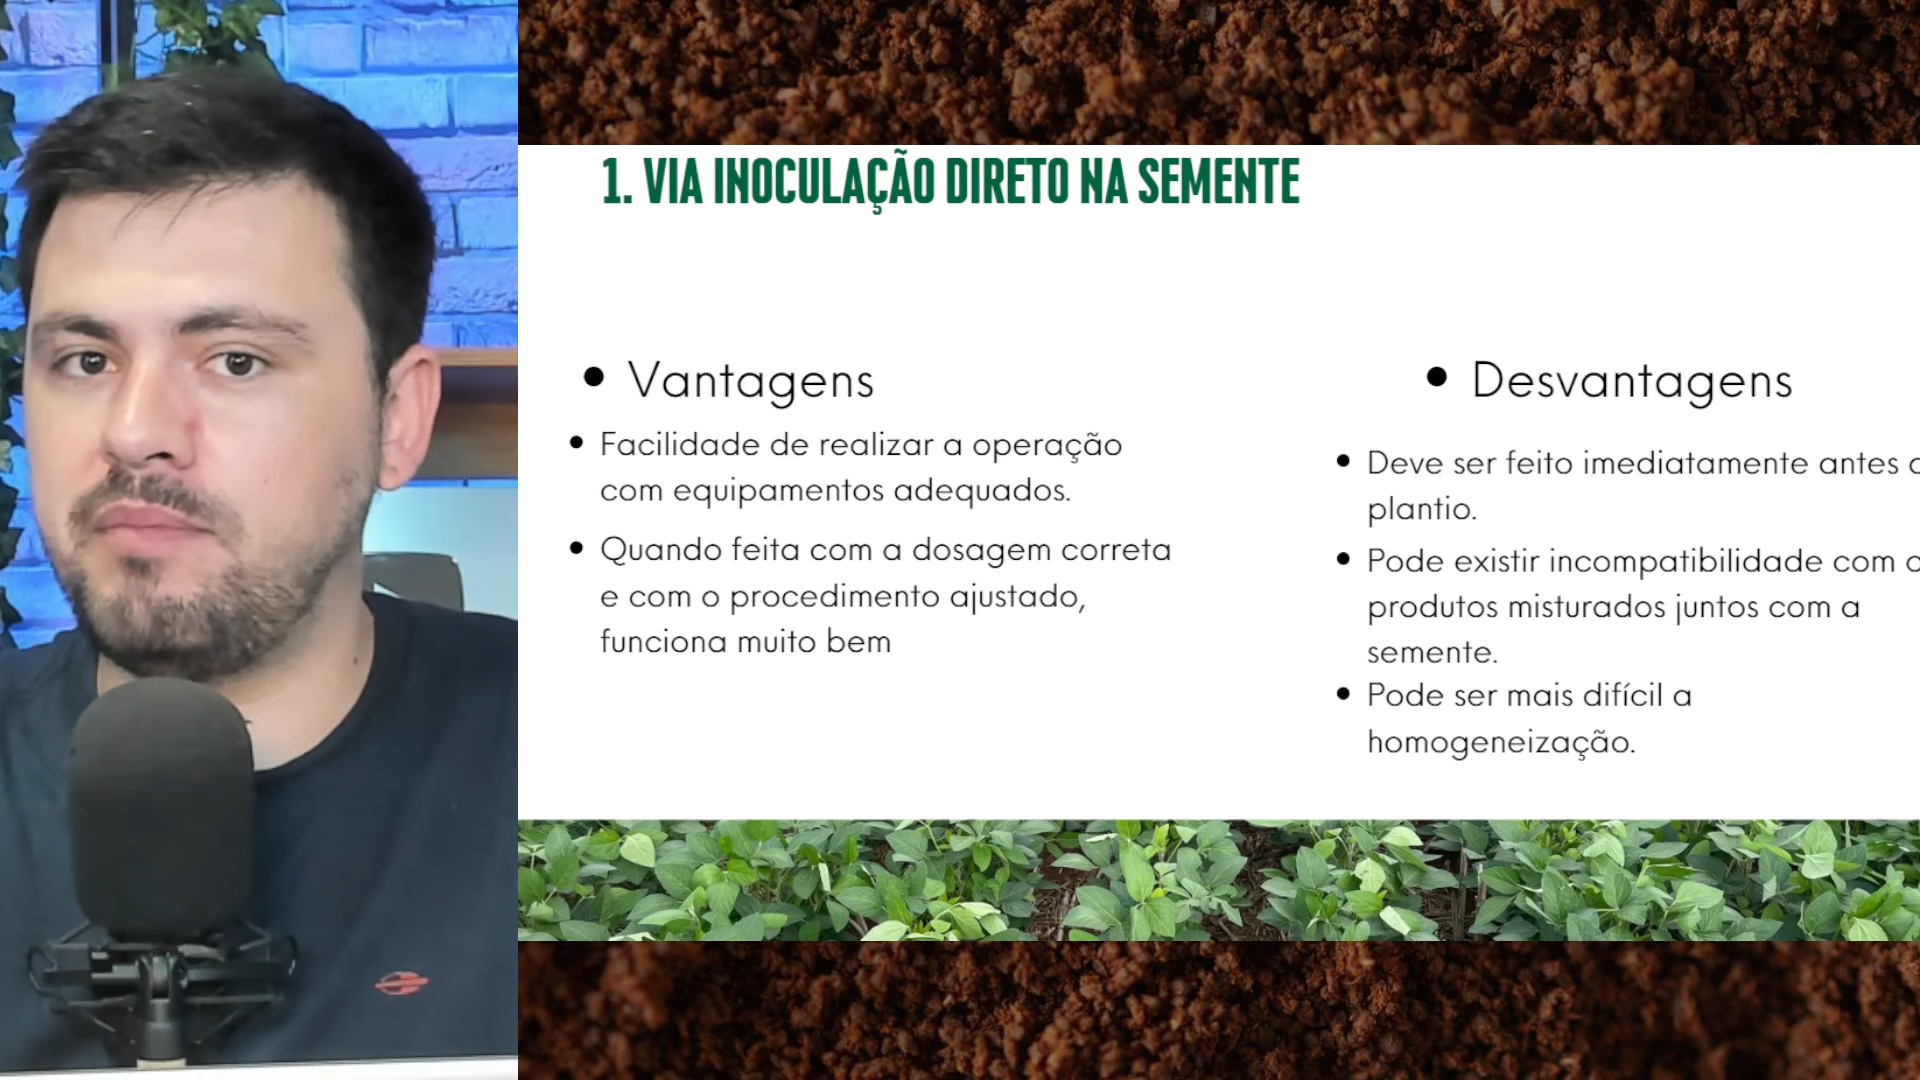 1. VIA INOCULAÇÃO DIRETO NA SEMENTE
• Vantagens
• Facilidade de realizar a operação
com equipamentos adequados.
• Quando feita com a dosagem correta
e com o procedimento ajustado,
funciona muito bem
• Desvantagens
• Deve ser feito imediatamente antes
plantio.
• Pode existir incompatibilidade com
produtos misturados juntos com a
semente.
• Pode ser mais difícil a
homogeneização.